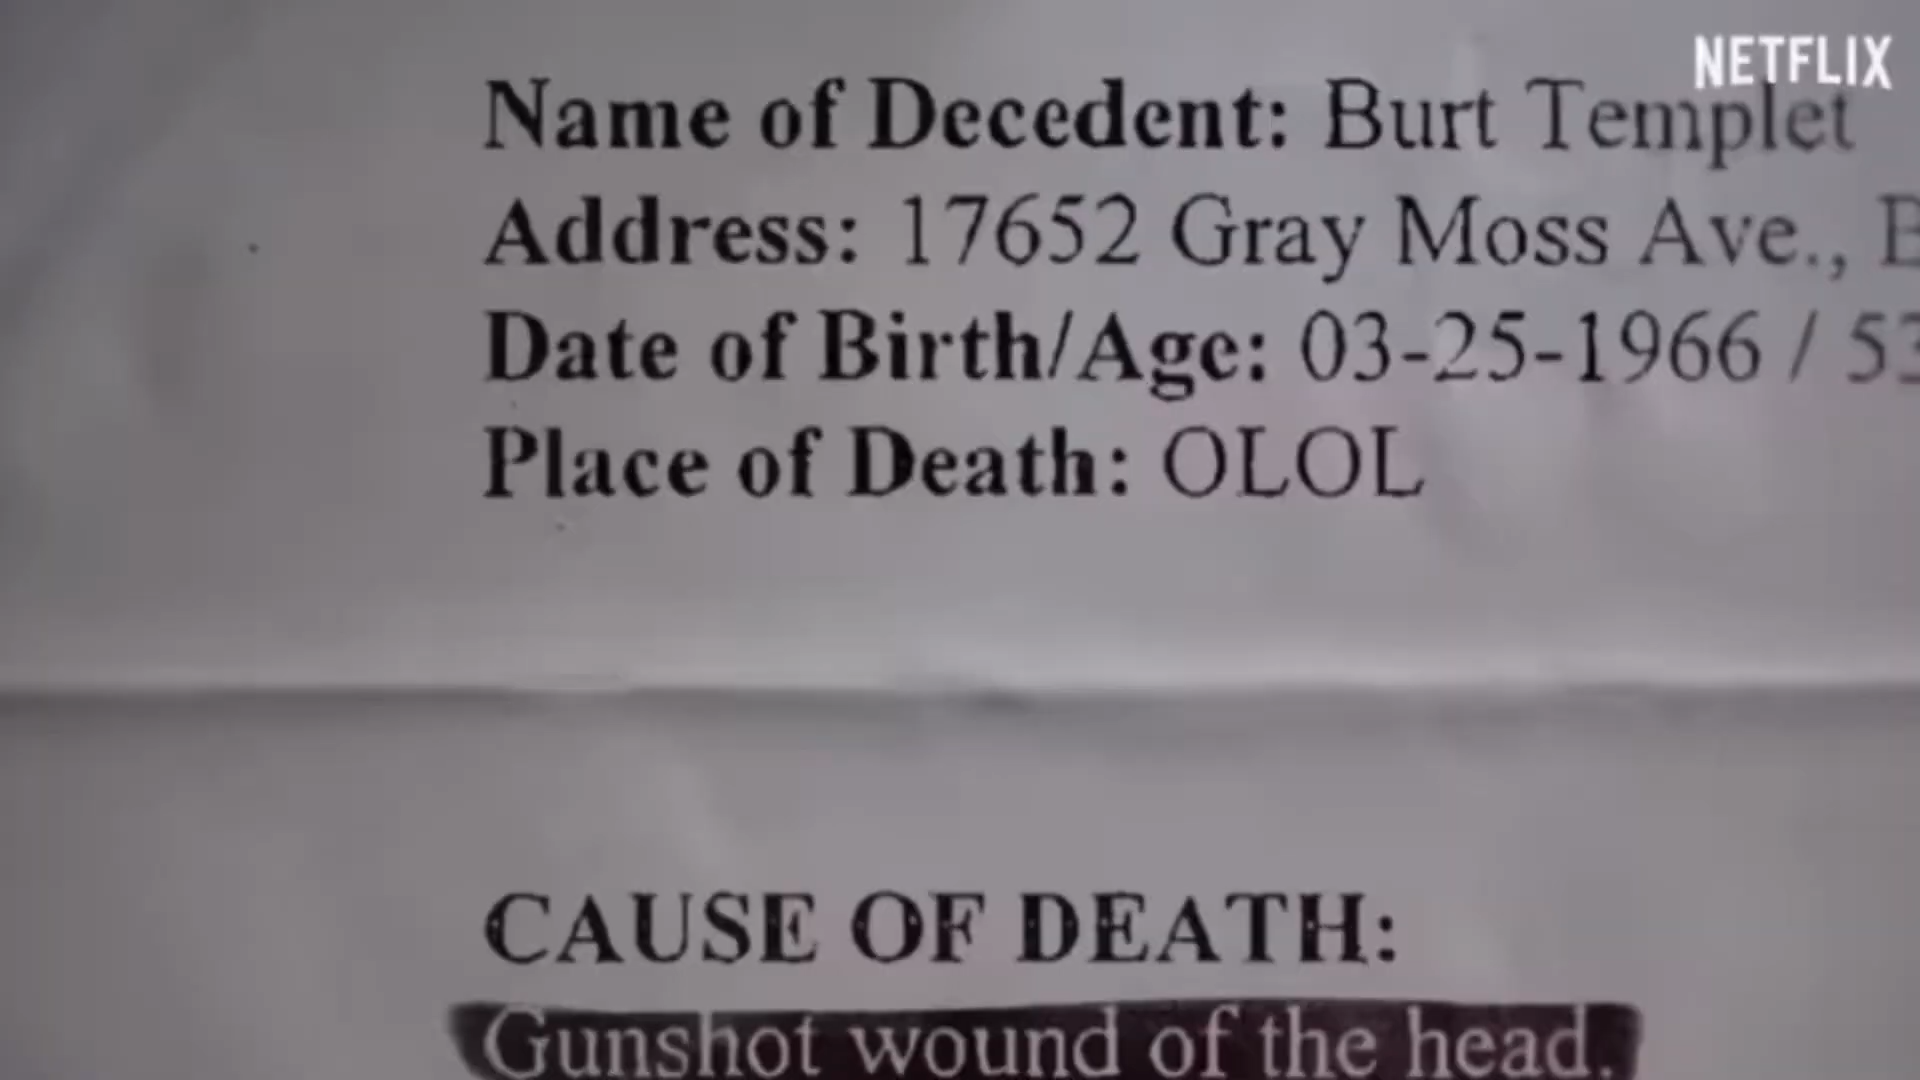 NETFLIX
Name of Decedent: Burt Templet
Address: 17652 Gray Moss Ave.,
Date of Birth/Age: 03-25-1966 / 53
Place of Death: OLOL
CAUSE OF DEATH:
Gunshot wound of the head.